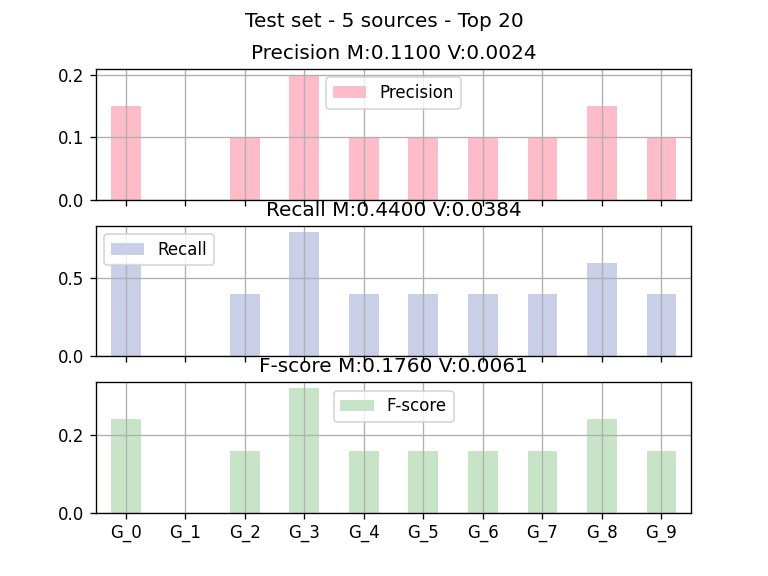 Test set - 5 sources - Top 20
Precision M:0.1100 V:0.0024
0.2
Precision
0.1
0.0
Recall M:0.4400 V:0.0384
Recall
0.5
0.0
F-score M:0.1760 V:0.0061
F-score
0.2
0.0
G_0 G_1 G_2 G_3 G_4 G_5 G_6 G_7 G_8 G_9